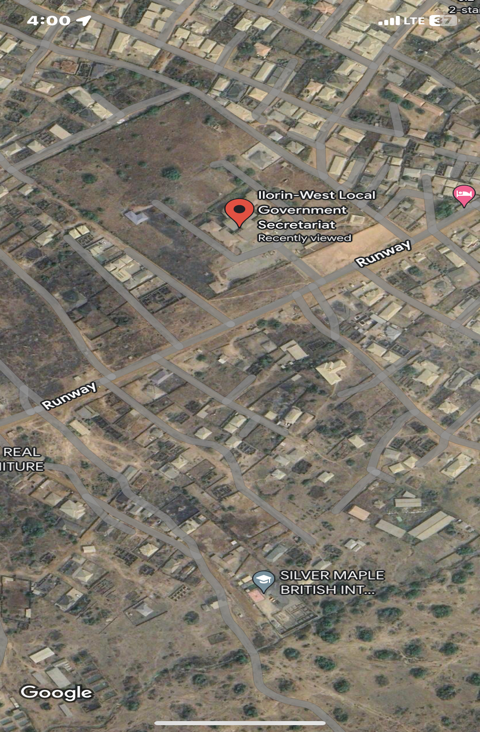 4:00
LTE 37
2-sta
Ilorin-West Local
Government
Secretariat
Recently viewed
Runway
Runway
REAL
ITURE
SILVER MAPLE
BRITISH INT...
Google